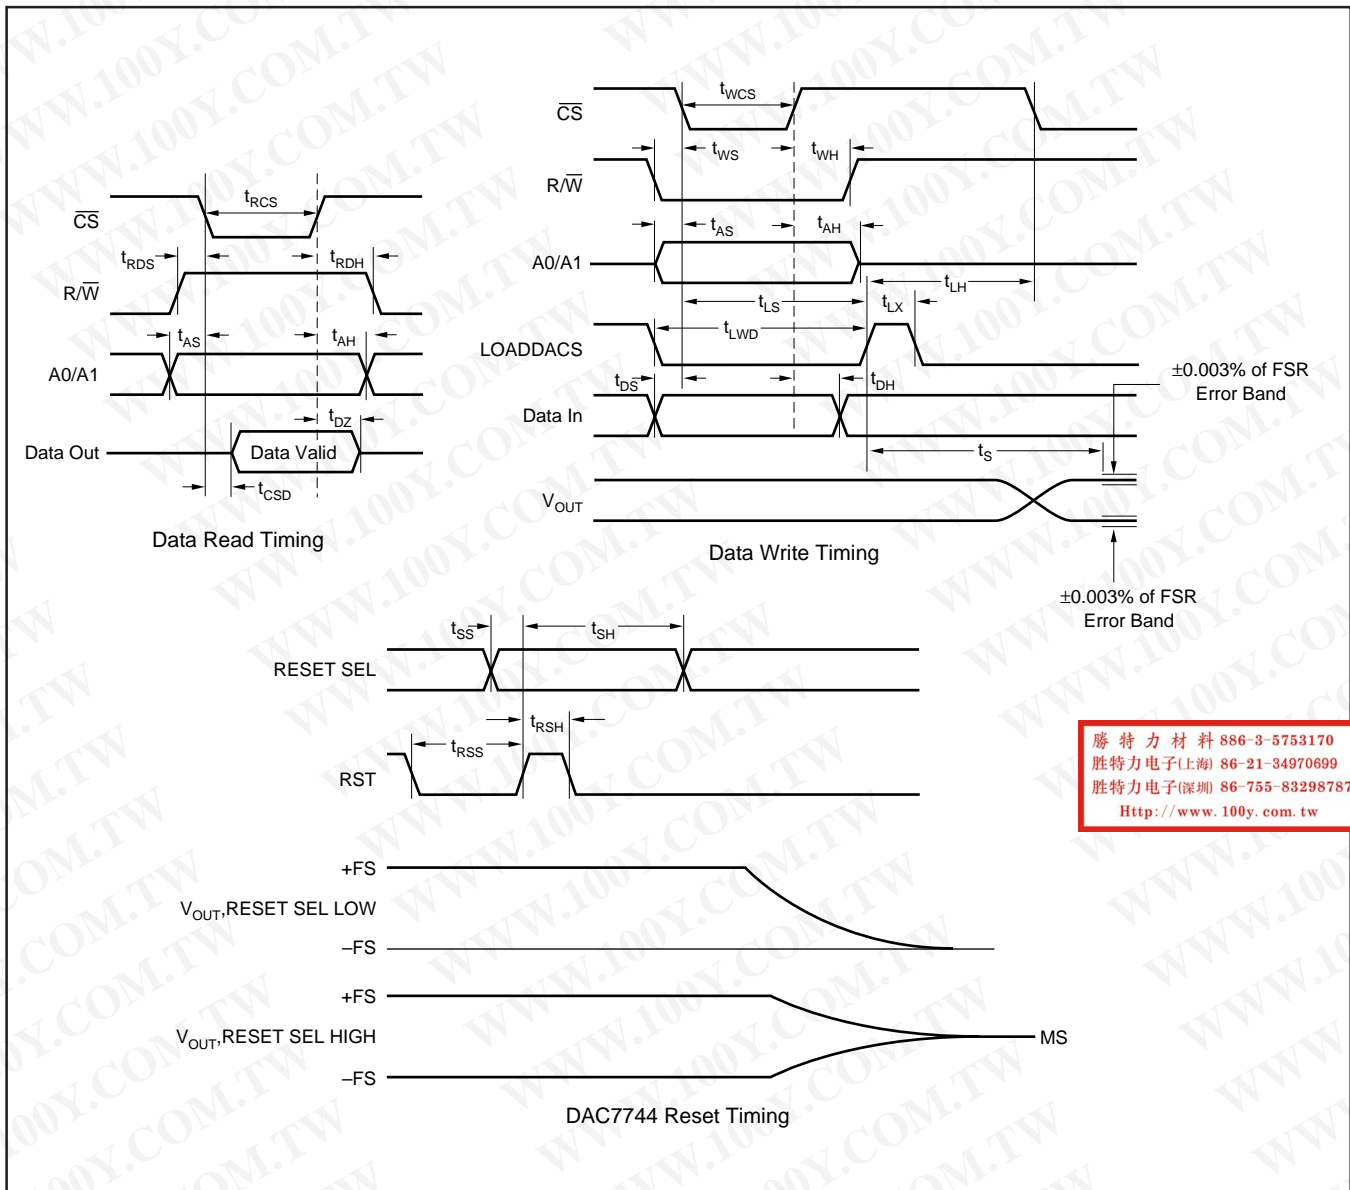 CS
tRCS
tRDS
tRDH
R/W
tAS
tAH
A0/A1
tDZ
Data Out
Data Valid
tCSD
Data Read Timing
CS
tWCS
tWS
tWH
R/W
tAS
tAH
A0/A1
tLS
tLH
tLX
tLWD
LOADDACS
tDS
tDH
Data In
tS
VOUT
±0.003% of FSR
Error Band
±0.003% of FSR
Error Band
Data Write Timing
tSS
tSH
RESET SEL
tRSH
tRSS
RST
+FS
VOUT,RESET SEL LOW
–FS
+FS
VOUT,RESET SEL HIGH
MS
–FS
DAC7744 Reset Timing
勝 特 力 材 料 886-3-5753170
胜特力电子(上海) 86-21-34970699
胜特力电子(深圳) 86-755-83298787
Http://www.100y.com.tw
WWW.100Y.COM.TW